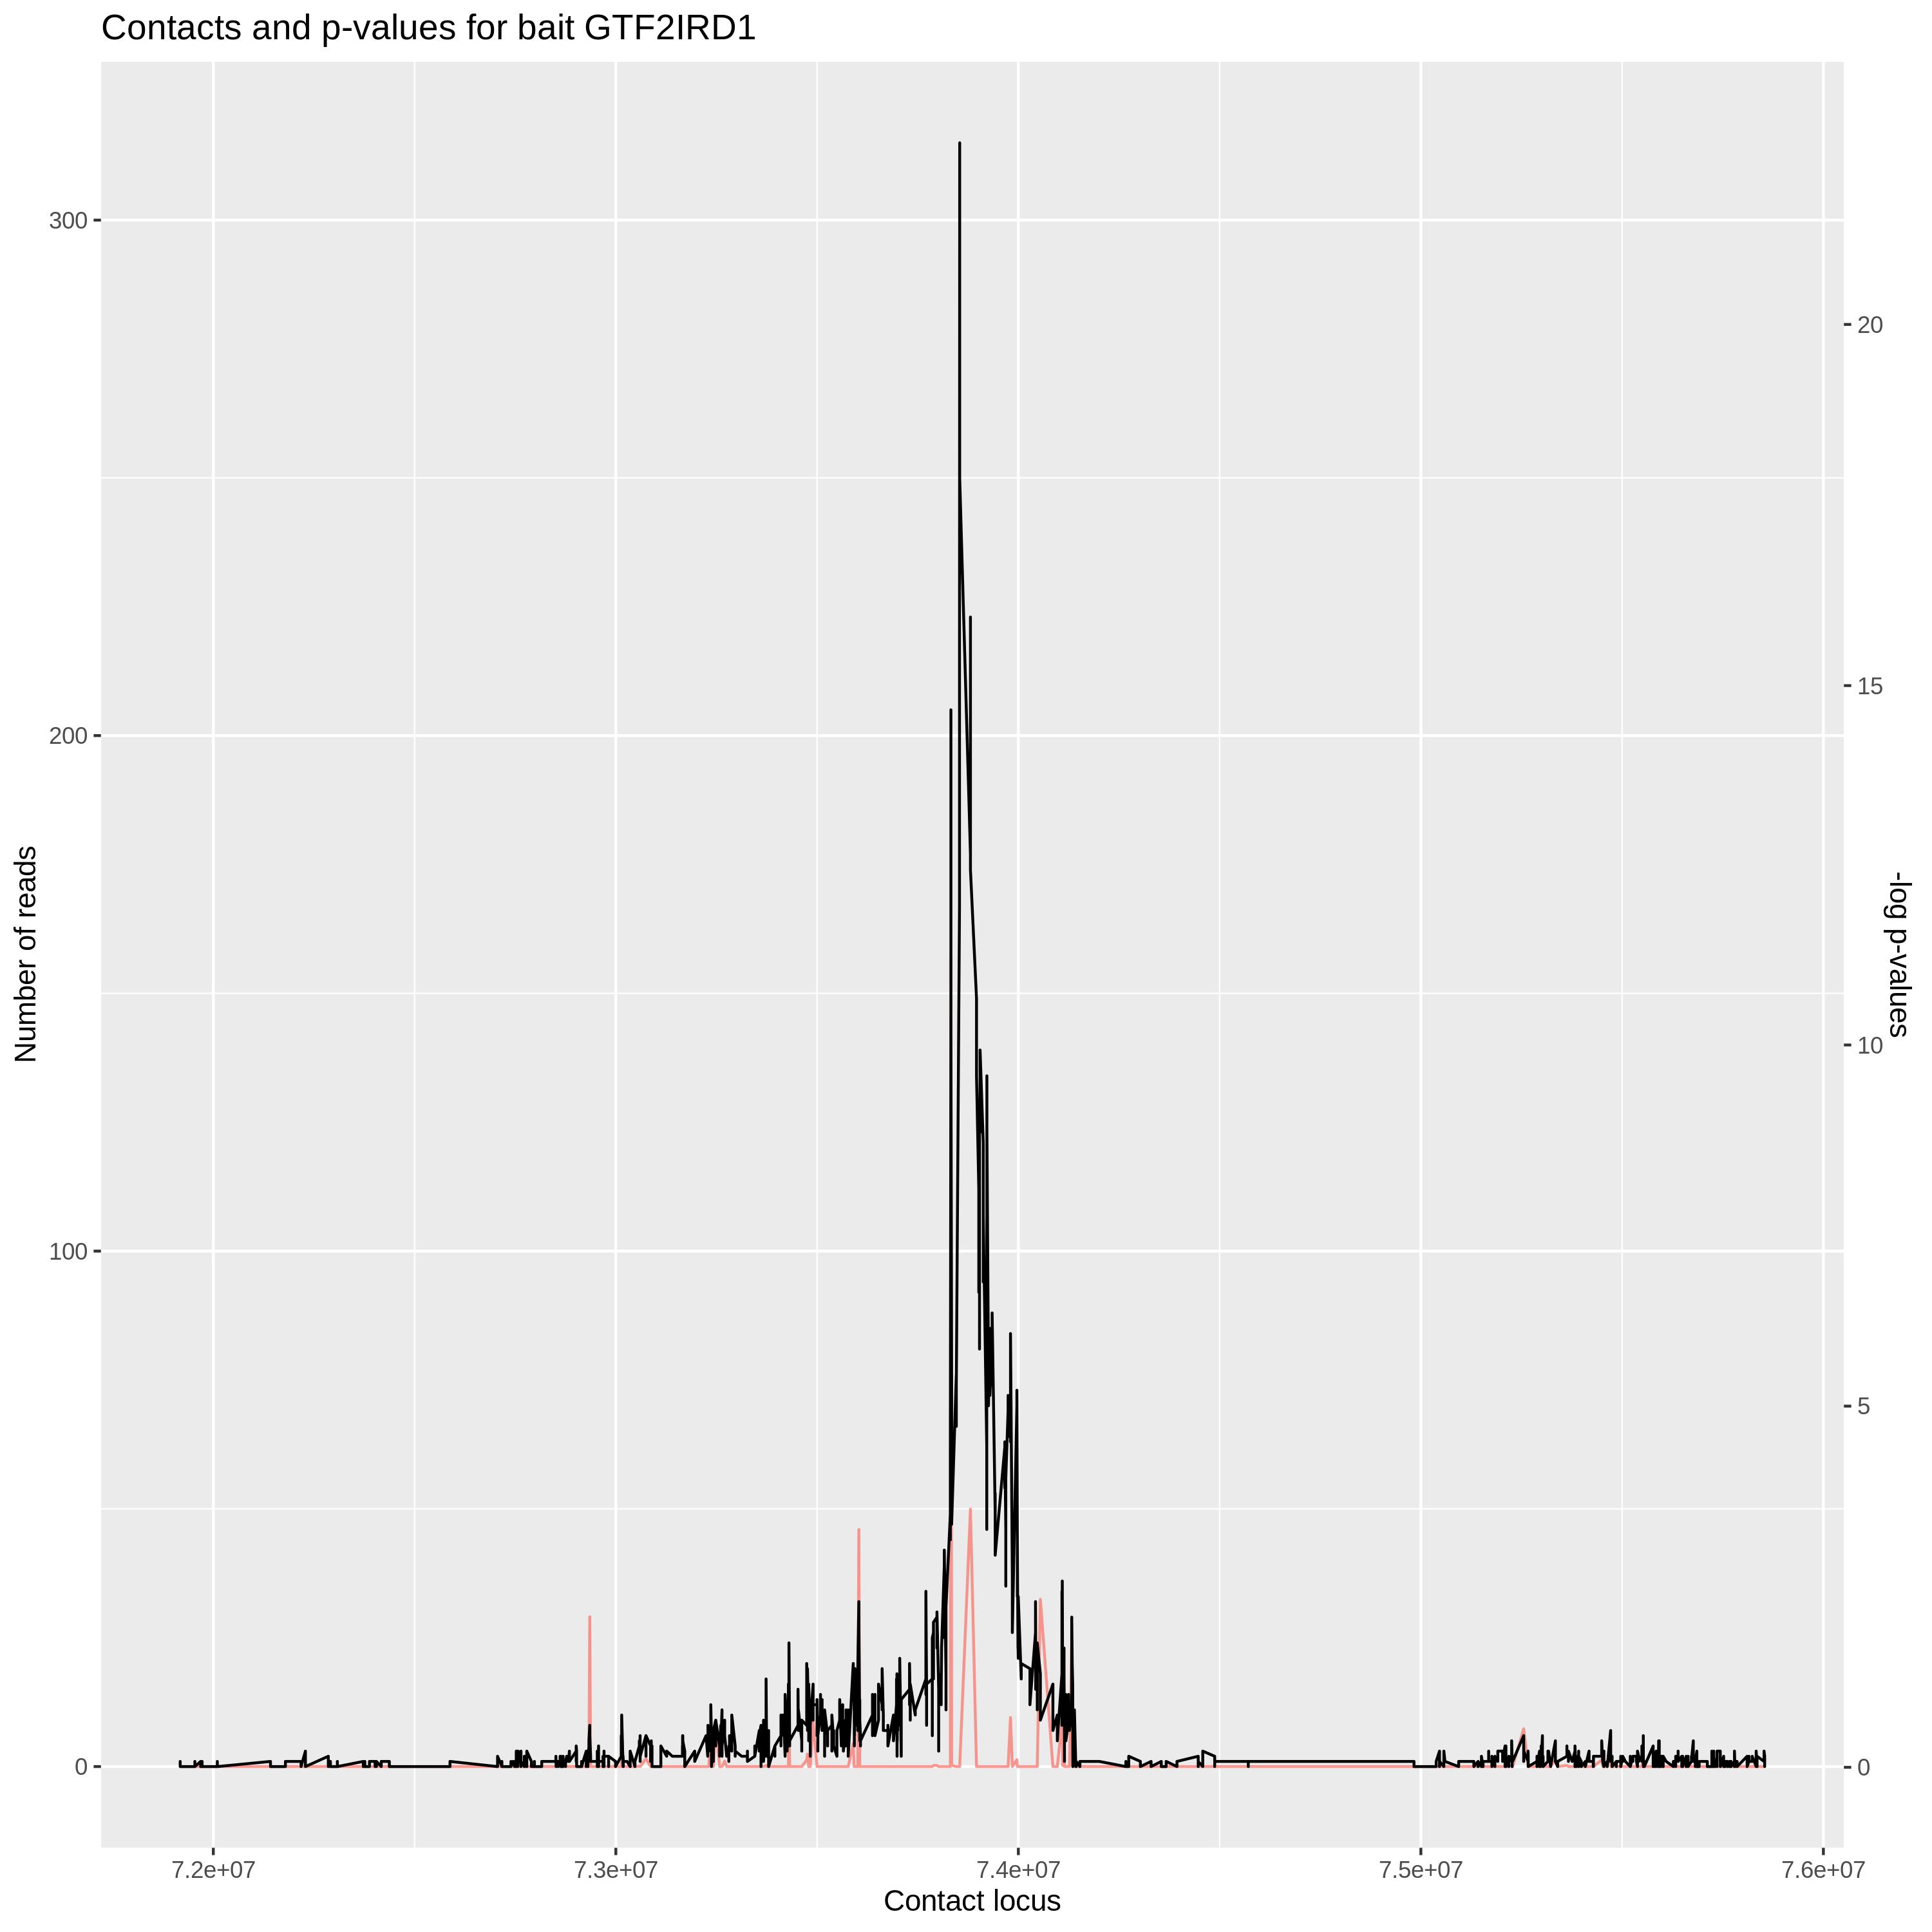 Contacts and p-values for bait GTF2IRD1
300
200
100
0
20
15
10
5
0
Number of reads
-log p-values
7.2e+07
7.3e+07
7.4e+07
7.5e+07
7.6e+07
Contact locus